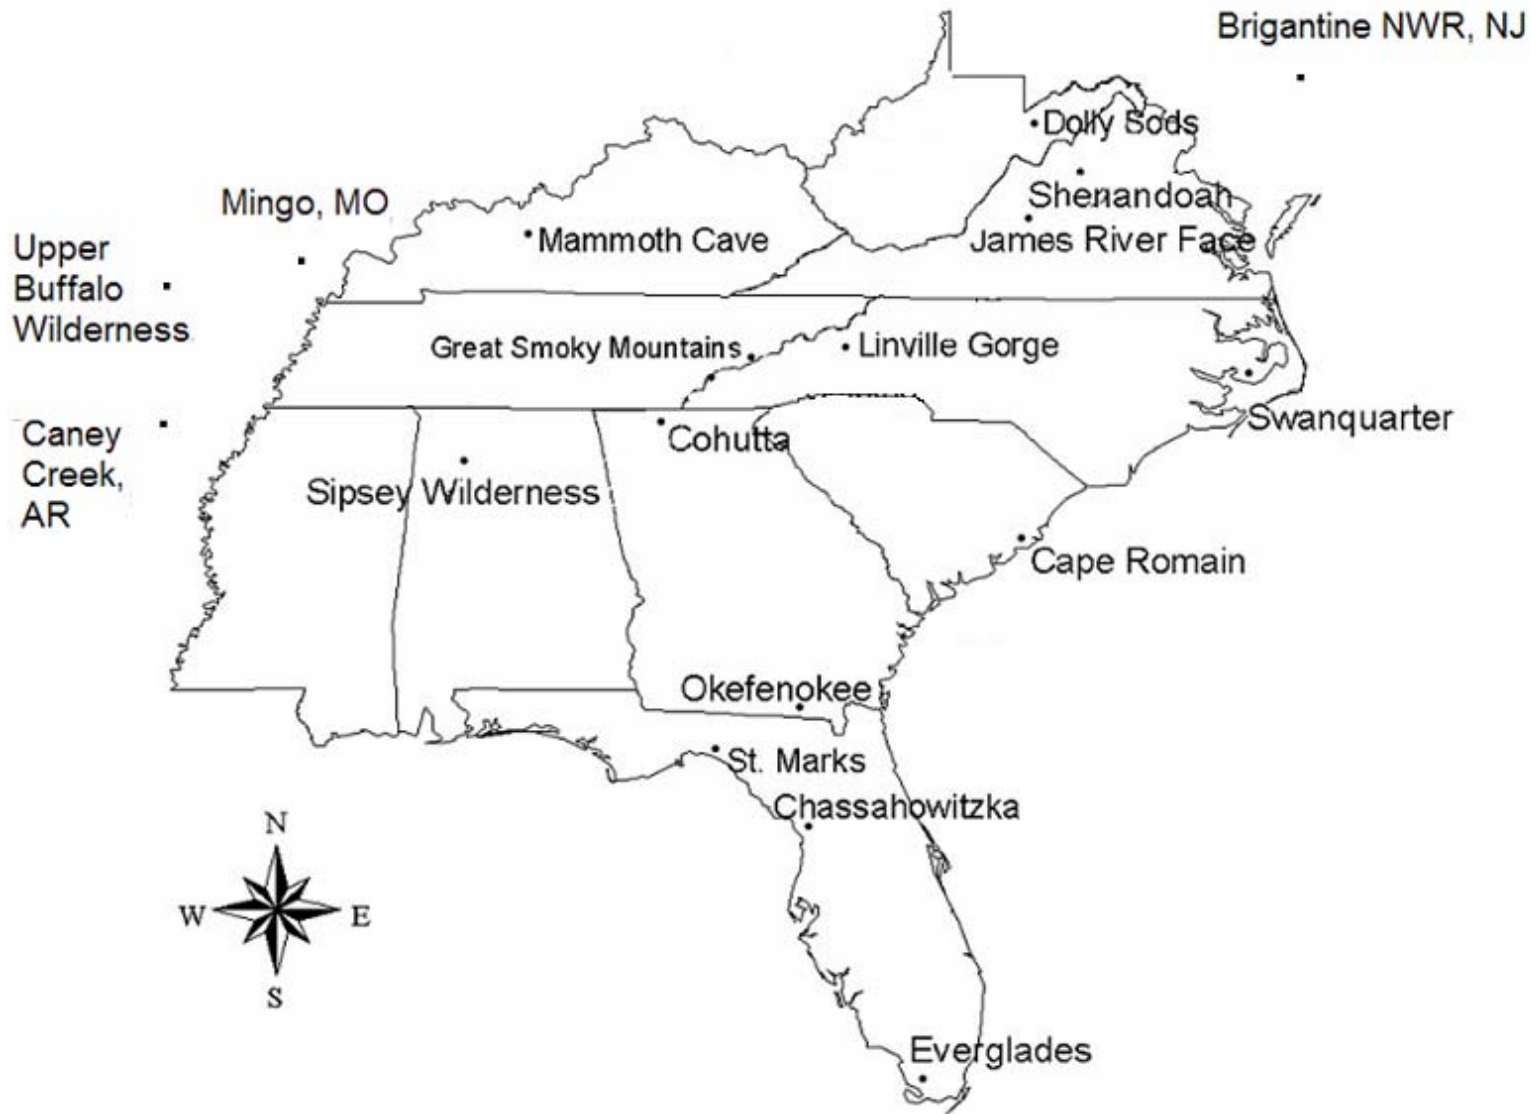 Brigantine NWR, NJ
Dolly Sods
Mingo, MO
Shenandoah
Upper
Buffalo
Wilderness
Mammoth Cave
James River Face
Great Smoky Mountains
Linville Gorge
Swanquarter
Caney
Creek,
AR
Cohutta
Sipsey Wilderness
Cape Romain
Okefenokee
St. Marks
Chassahowitzka
N
W
E
S
Everglades